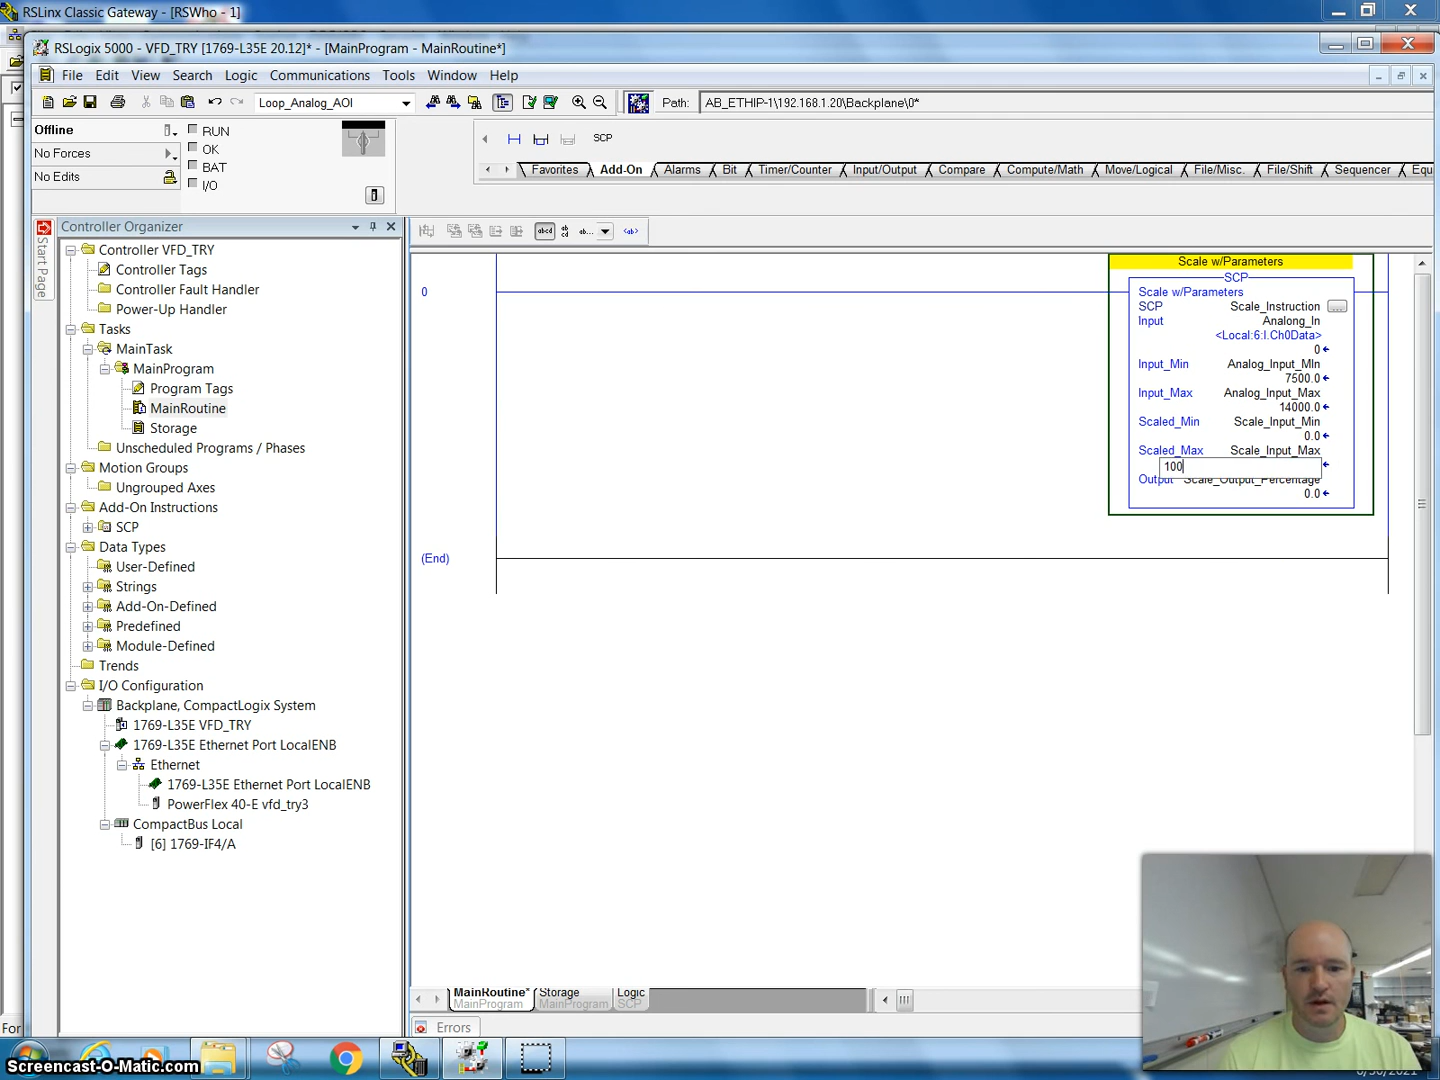 RSLinx Classic Gateway - [RSWho - 1]
RSLogix 5000 - VFD_TRY [1769-L35E 20.12]* - [MainProgram - MainRoutine*]
File Edit View Search Logic Communications Tools Window Help
Loop_Analog_AOI
Path: AB_ETHIP-1\192.168.1.20\Backplane\0*
Offline
RUN
No Forces
OK
No Edits
BAT
I/O
SCP
Favorites Add-On Alarms Bit Timer/Counter Input/Output Compare Compute/Math Move/Logical File/Misc. File/Shift Sequencer Equ
Start Page
Controller Organizer
Controller VFD_TRY
Controller Tags
Controller Fault Handler
Power-Up Handler
Tasks
MainTask
MainProgram
Program Tags
MainRoutine
Storage
Unscheduled Programs / Phases
Motion Groups
Ungrouped Axes
Add-On Instructions
SCP
Data Types
User-Defined
Strings
Add-On-Defined
Predefined
Module-Defined
Trends
I/O Configuration
Backplane, CompactLogix System
1769-L35E VFD_TRY
1769-L35E Ethernet Port LocalENB
Ethernet
1769-L35E Ethernet Port LocalENB
PowerFlex 40-E vfd_try3
CompactBus Local
[6] 1769-IF4/A
abcd
ab cd
ab...
<ab>
Scale w/Parameters
SCP
0
Scale w/Parameters
SCP Scale_Instruction ...
Input Analong_In
<Local:6:I.Ch0Data>
0
Input_Min Analog_Input_MIn
7500.0
Input_Max Analog_Input_Max
14000.0
Scaled_Min Scale_Input_Min
0.0
Scaled_Max Scale_Input_Max
100
Output Scale_Output_Percentage
0.0
(End)
MainRoutine* Storage Logic
MainProgram MainProgram SCP
Errors
For
Screencast-O-Matic.com